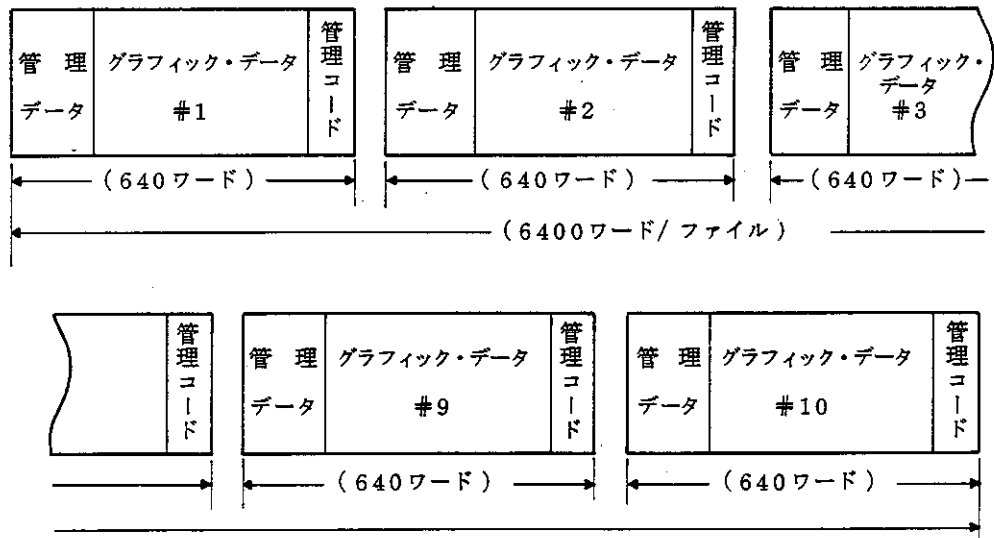 管理データ
グラフィック・データ
#1
管理コード
管理データ
グラフィック・データ
#2
管理コード
管理データ
グラフィック・データ
#3
(640ワード)
(640ワード)
(640ワード)
(6400ワード/ファイル)
管理コード
管理データ
グラフィック・データ
#9
管理コード
管理データ
グラフィック・データ
#10
管理コード
(640ワード)
(640ワード)